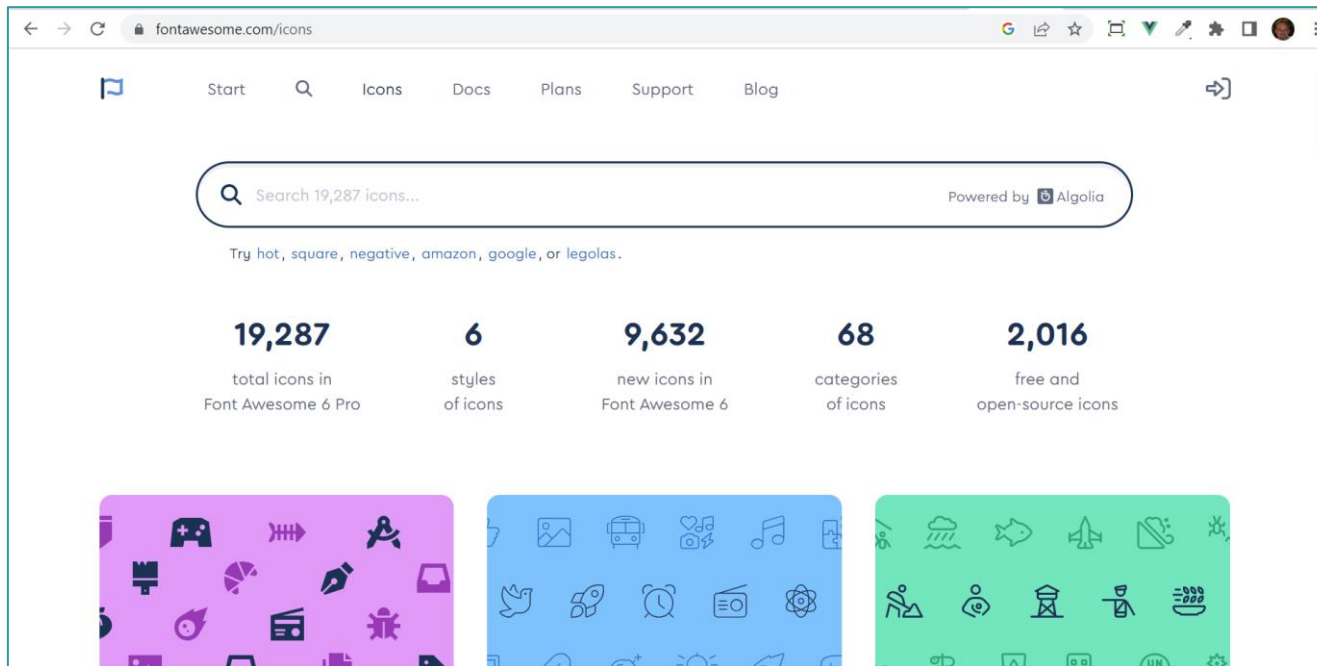 fontawesome.com/icons
Start Icons Docs Plans Support Blog
Search 19,287 icons... Powered by Algolia
Try hot, square, negative, amazon, google, or legolas.
19,287 6 9,632 68 2,016
total icons in styles new icons in categories free and
Font Awesome 6 Pro of icons Font Awesome 6 of icons open-source icons
UN